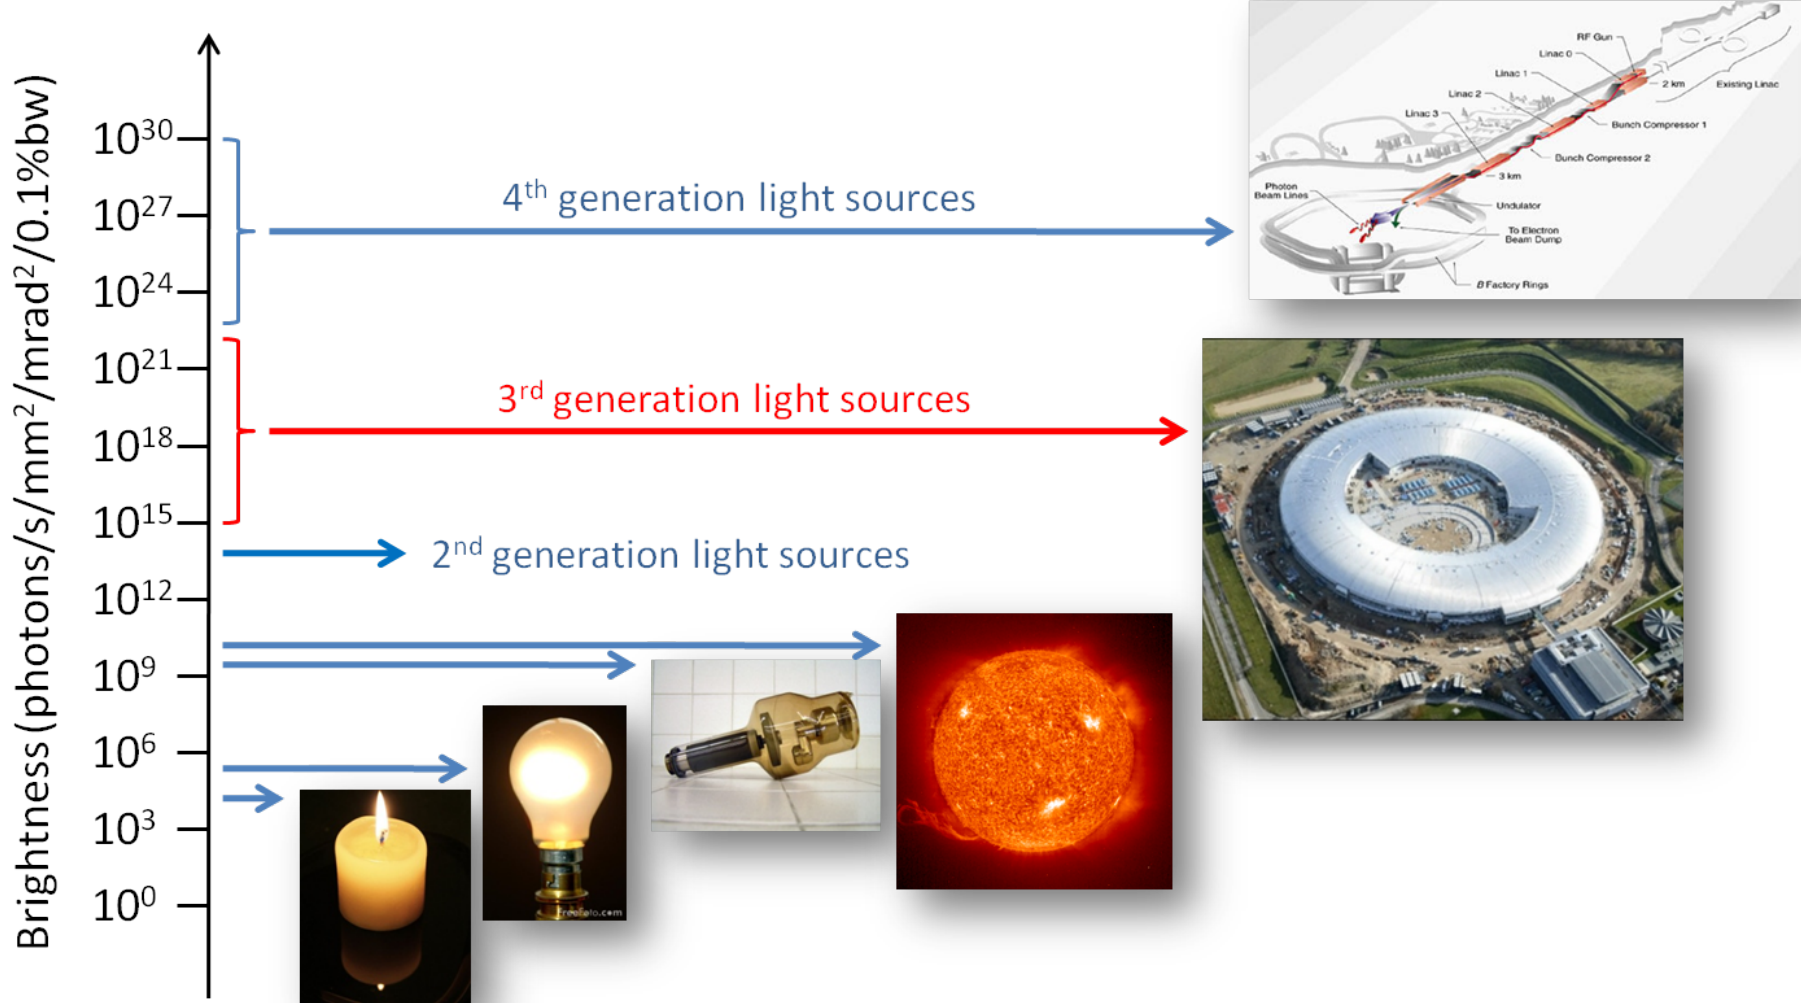 Brightness (photons/s/mm²/mrad²/0.1%bw)
10³⁰
10²⁷
10²⁴
10²¹
10¹⁸
10¹⁵
10¹²
10⁹
10⁶
10³
10⁰
4th generation light sources
3rd generation light sources
2nd generation light sources
RF Gun
Linac 0
Linac 1
Linac 2
Linac 3
2 km
Existing Linac
Bunch Compressor 1
Bunch Compressor 2
3 km
Photon
Beam Lines
Undulator
To Electron
Beam Dump
B Factory Rings